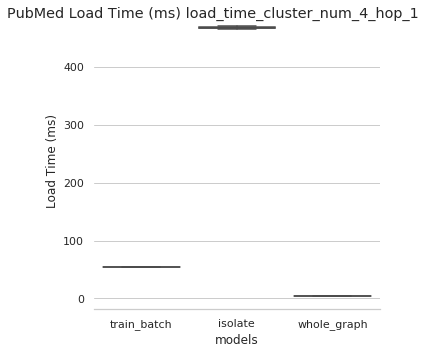 PubMed Load Time (ms) load_time_cluster_num_4_hop_1
400
300
200
100
0
Load Time (ms)
train_batch
isolate
whole_graph
models